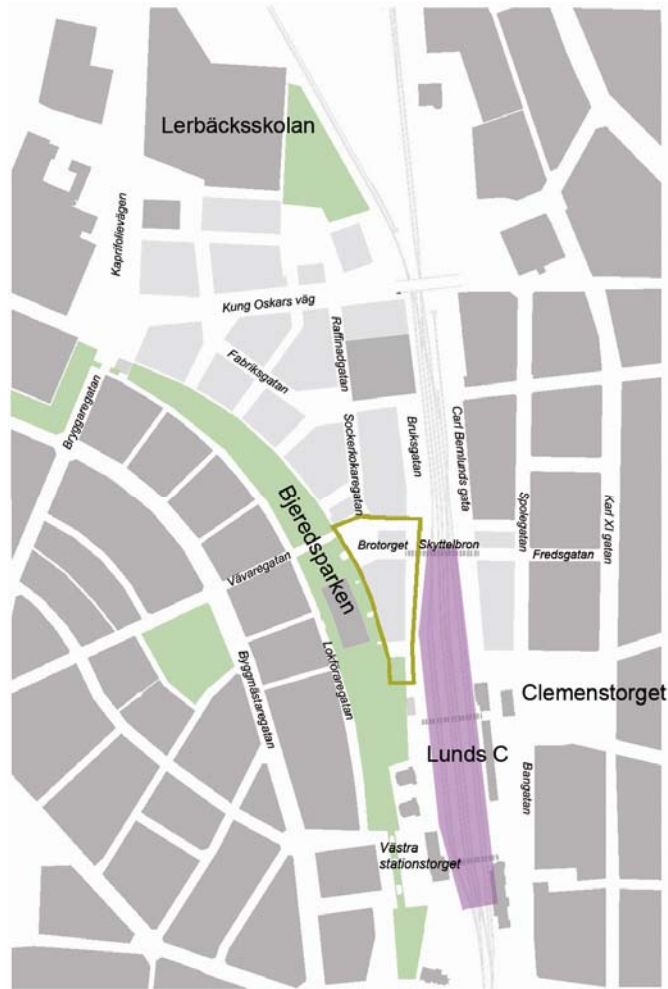 Lerbäcksskolan
Kaprifolievägen
Kung Oskars väg
Raffinadgatan
Fabriksgatan
Bryggaregatan
Sockerkokaregatan
Bruksgatan
Carl Bernlunds gata
Spolegatan
Karl XI gatan
Bjeredsparken
Brotorget
Skyttelbron
Fredsgatan
Vävaregatan
Lokföraregatan
Byggmästaregatan
Clemenstorget
Lunds C
Bangatan
Västra
stationstorget